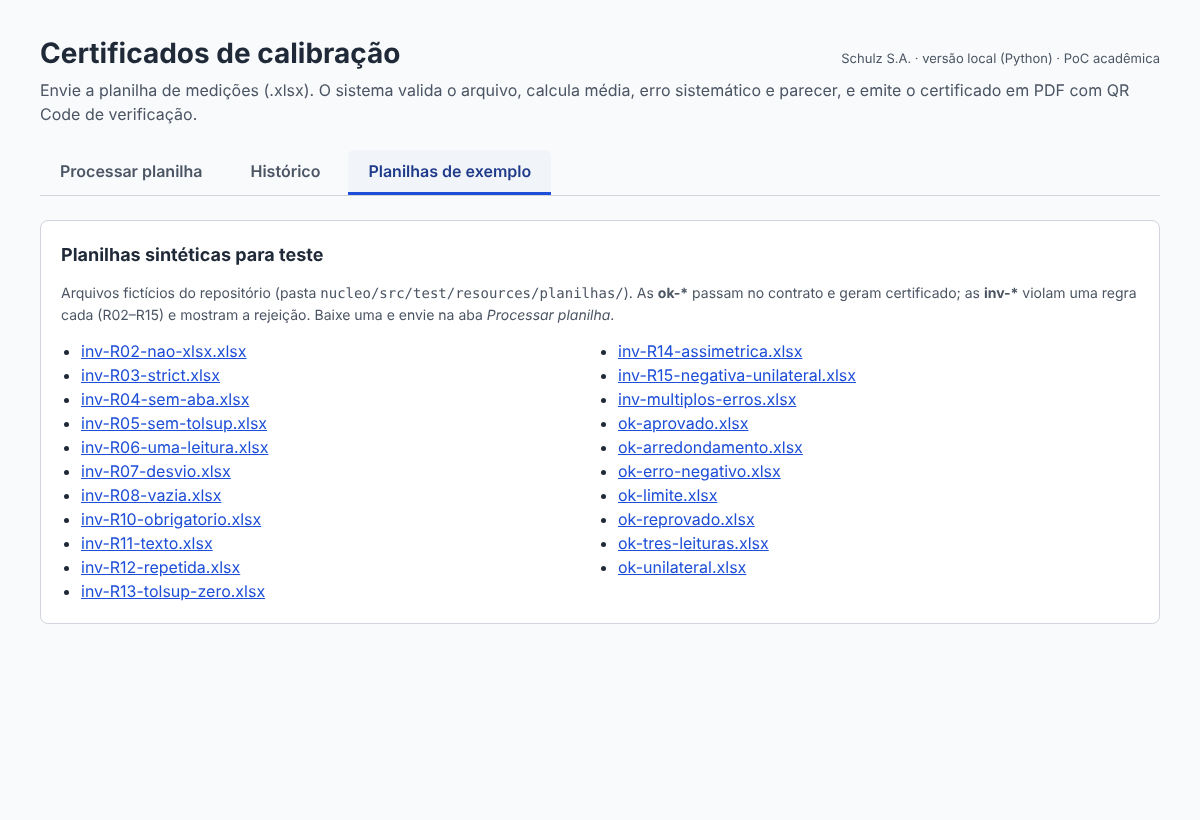 Certificados de calibração
Schulz S.A. · versão local (Python) · PoC acadêmica
Envie a planilha de medições (.xlsx). O sistema valida o arquivo, calcula média, erro sistemático e parecer, e emite o certificado em PDF com QR
Code de verificação.
Processar planilha
Histórico
Planilhas de exemplo
Planilhas sintéticas para teste
Arquivos fictícios do repositório (pasta nucleo/src/test/resources/planilhas/). As ok-* passam no contrato e geram certificado; as inv-* violam uma regra
cada (R02–R15) e mostram a rejeição. Baixe uma e envie na aba Processar planilha.
inv-R02-nao-xlsx.xlsx
inv-R03-strict.xlsx
inv-R04-sem-aba.xlsx
inv-R05-sem-tolsup.xlsx
inv-R06-uma-leitura.xlsx
inv-R07-desvio.xlsx
inv-R08-vazia.xlsx
inv-R10-obrigatorio.xlsx
inv-R11-texto.xlsx
inv-R12-repetida.xlsx
inv-R13-tolsup-zero.xlsx
inv-R14-assimetrica.xlsx
inv-R15-negativa-unilateral.xlsx
inv-multiplos-erros.xlsx
ok-aprovado.xlsx
ok-arredondamento.xlsx
ok-erro-negativo.xlsx
ok-limite.xlsx
ok-reprovado.xlsx
ok-tres-leituras.xlsx
ok-unilateral.xlsx